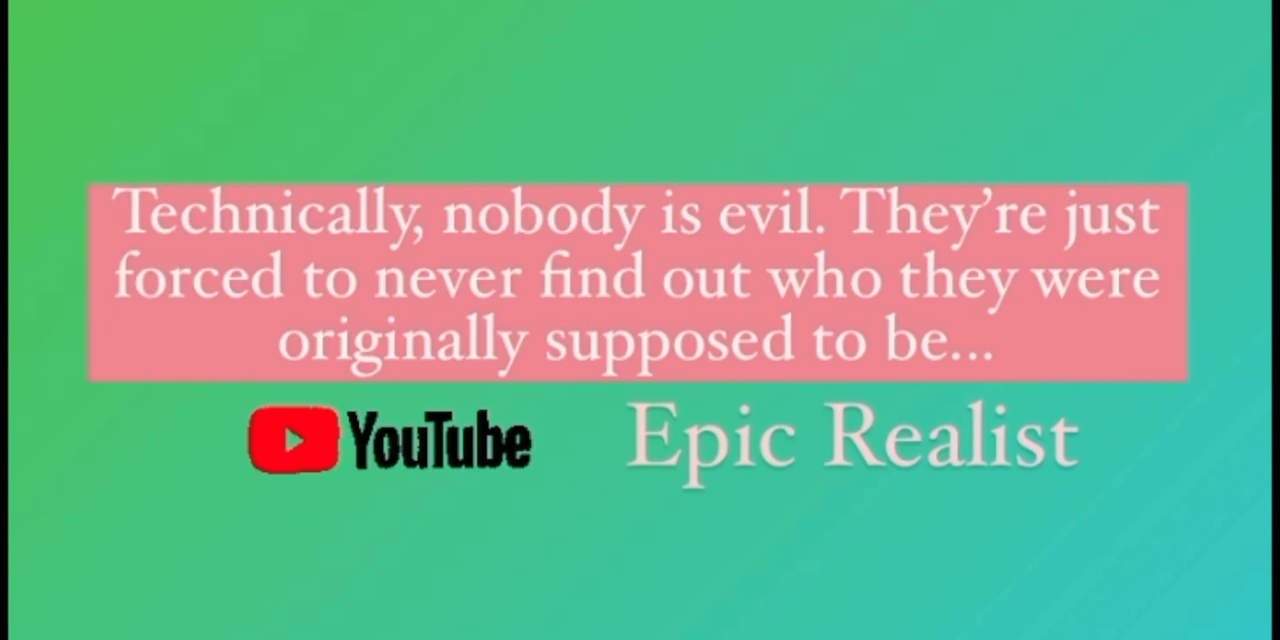 Technically, nobody is evil. They’re just
forced to never find out who they were
originally supposed to be...
YouTube Epic Realist